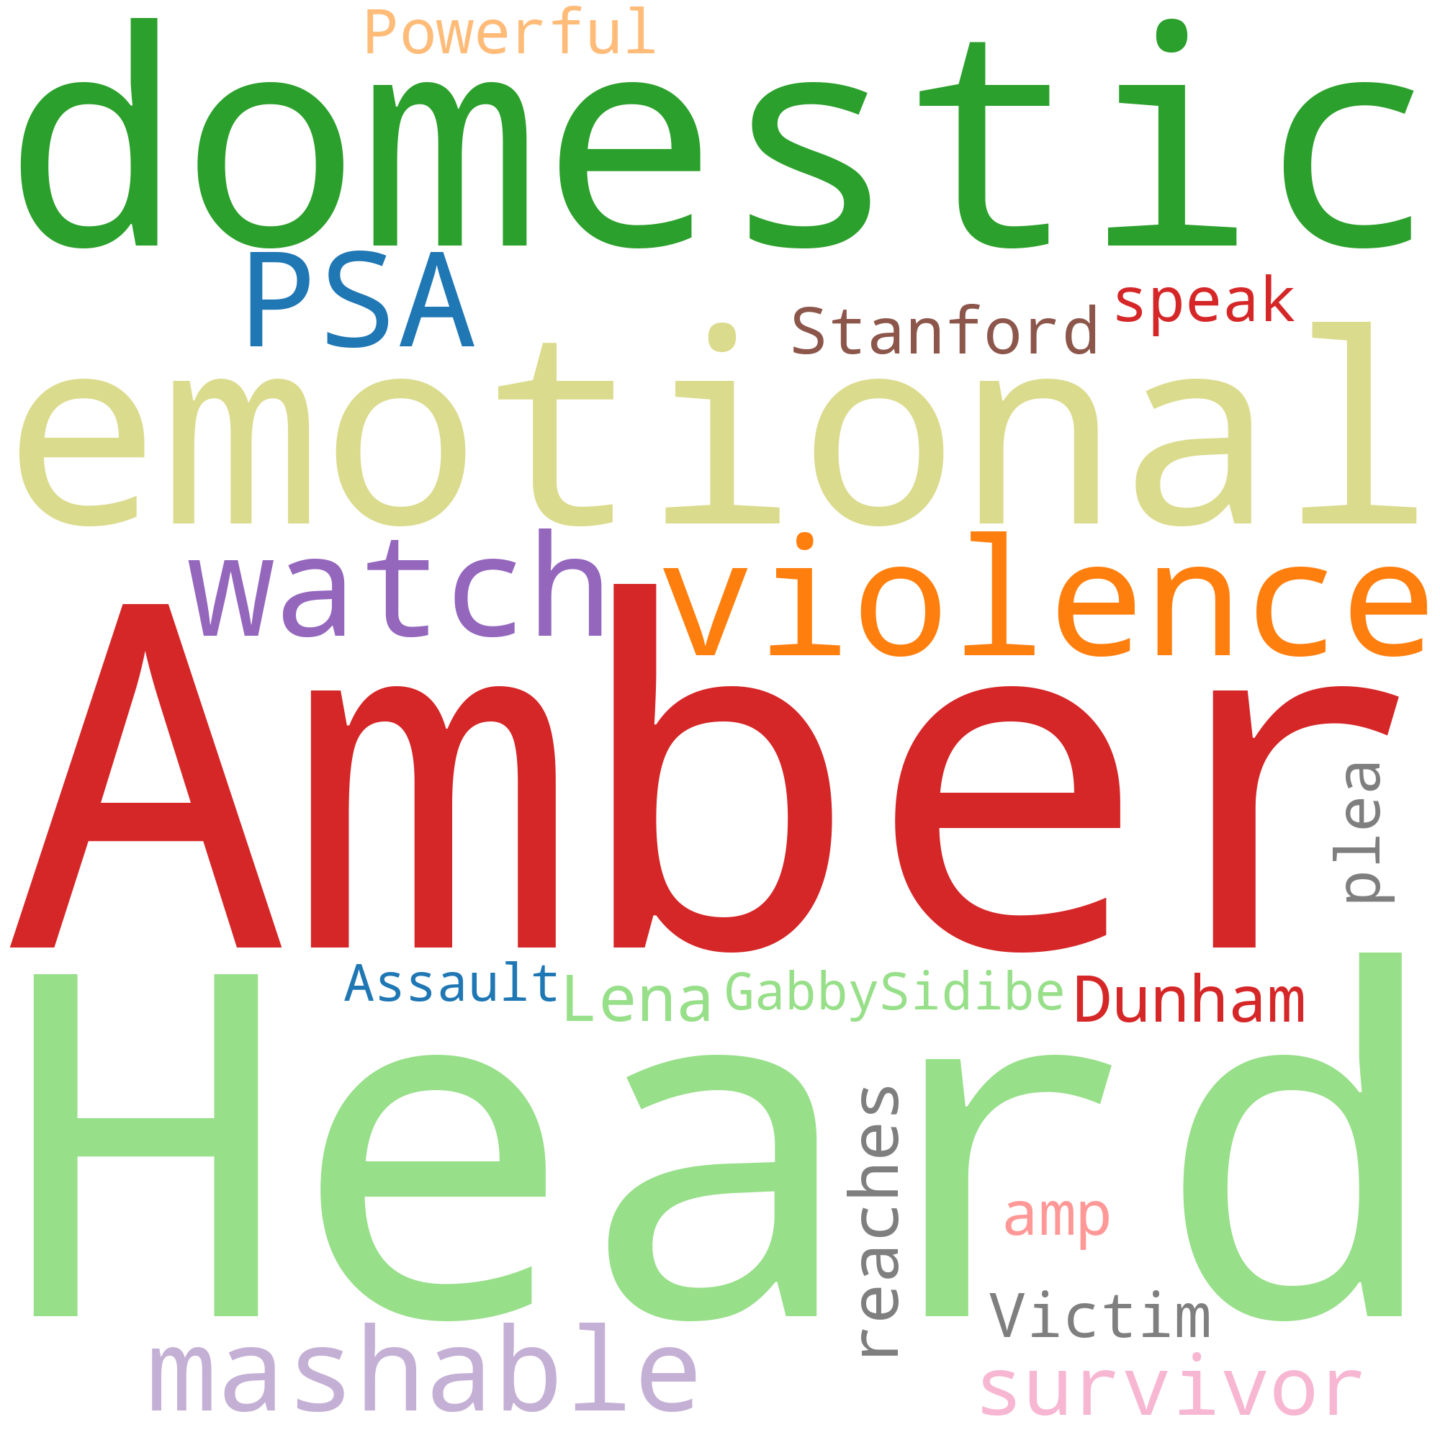 Powerful
domestic
PSA
speak
Stanford
emotional
watch
violence
Amber
plea
Assault
Lena
GabbySidibe
Dunham
Heard
reaches
amp
Victim
mashable
survivor